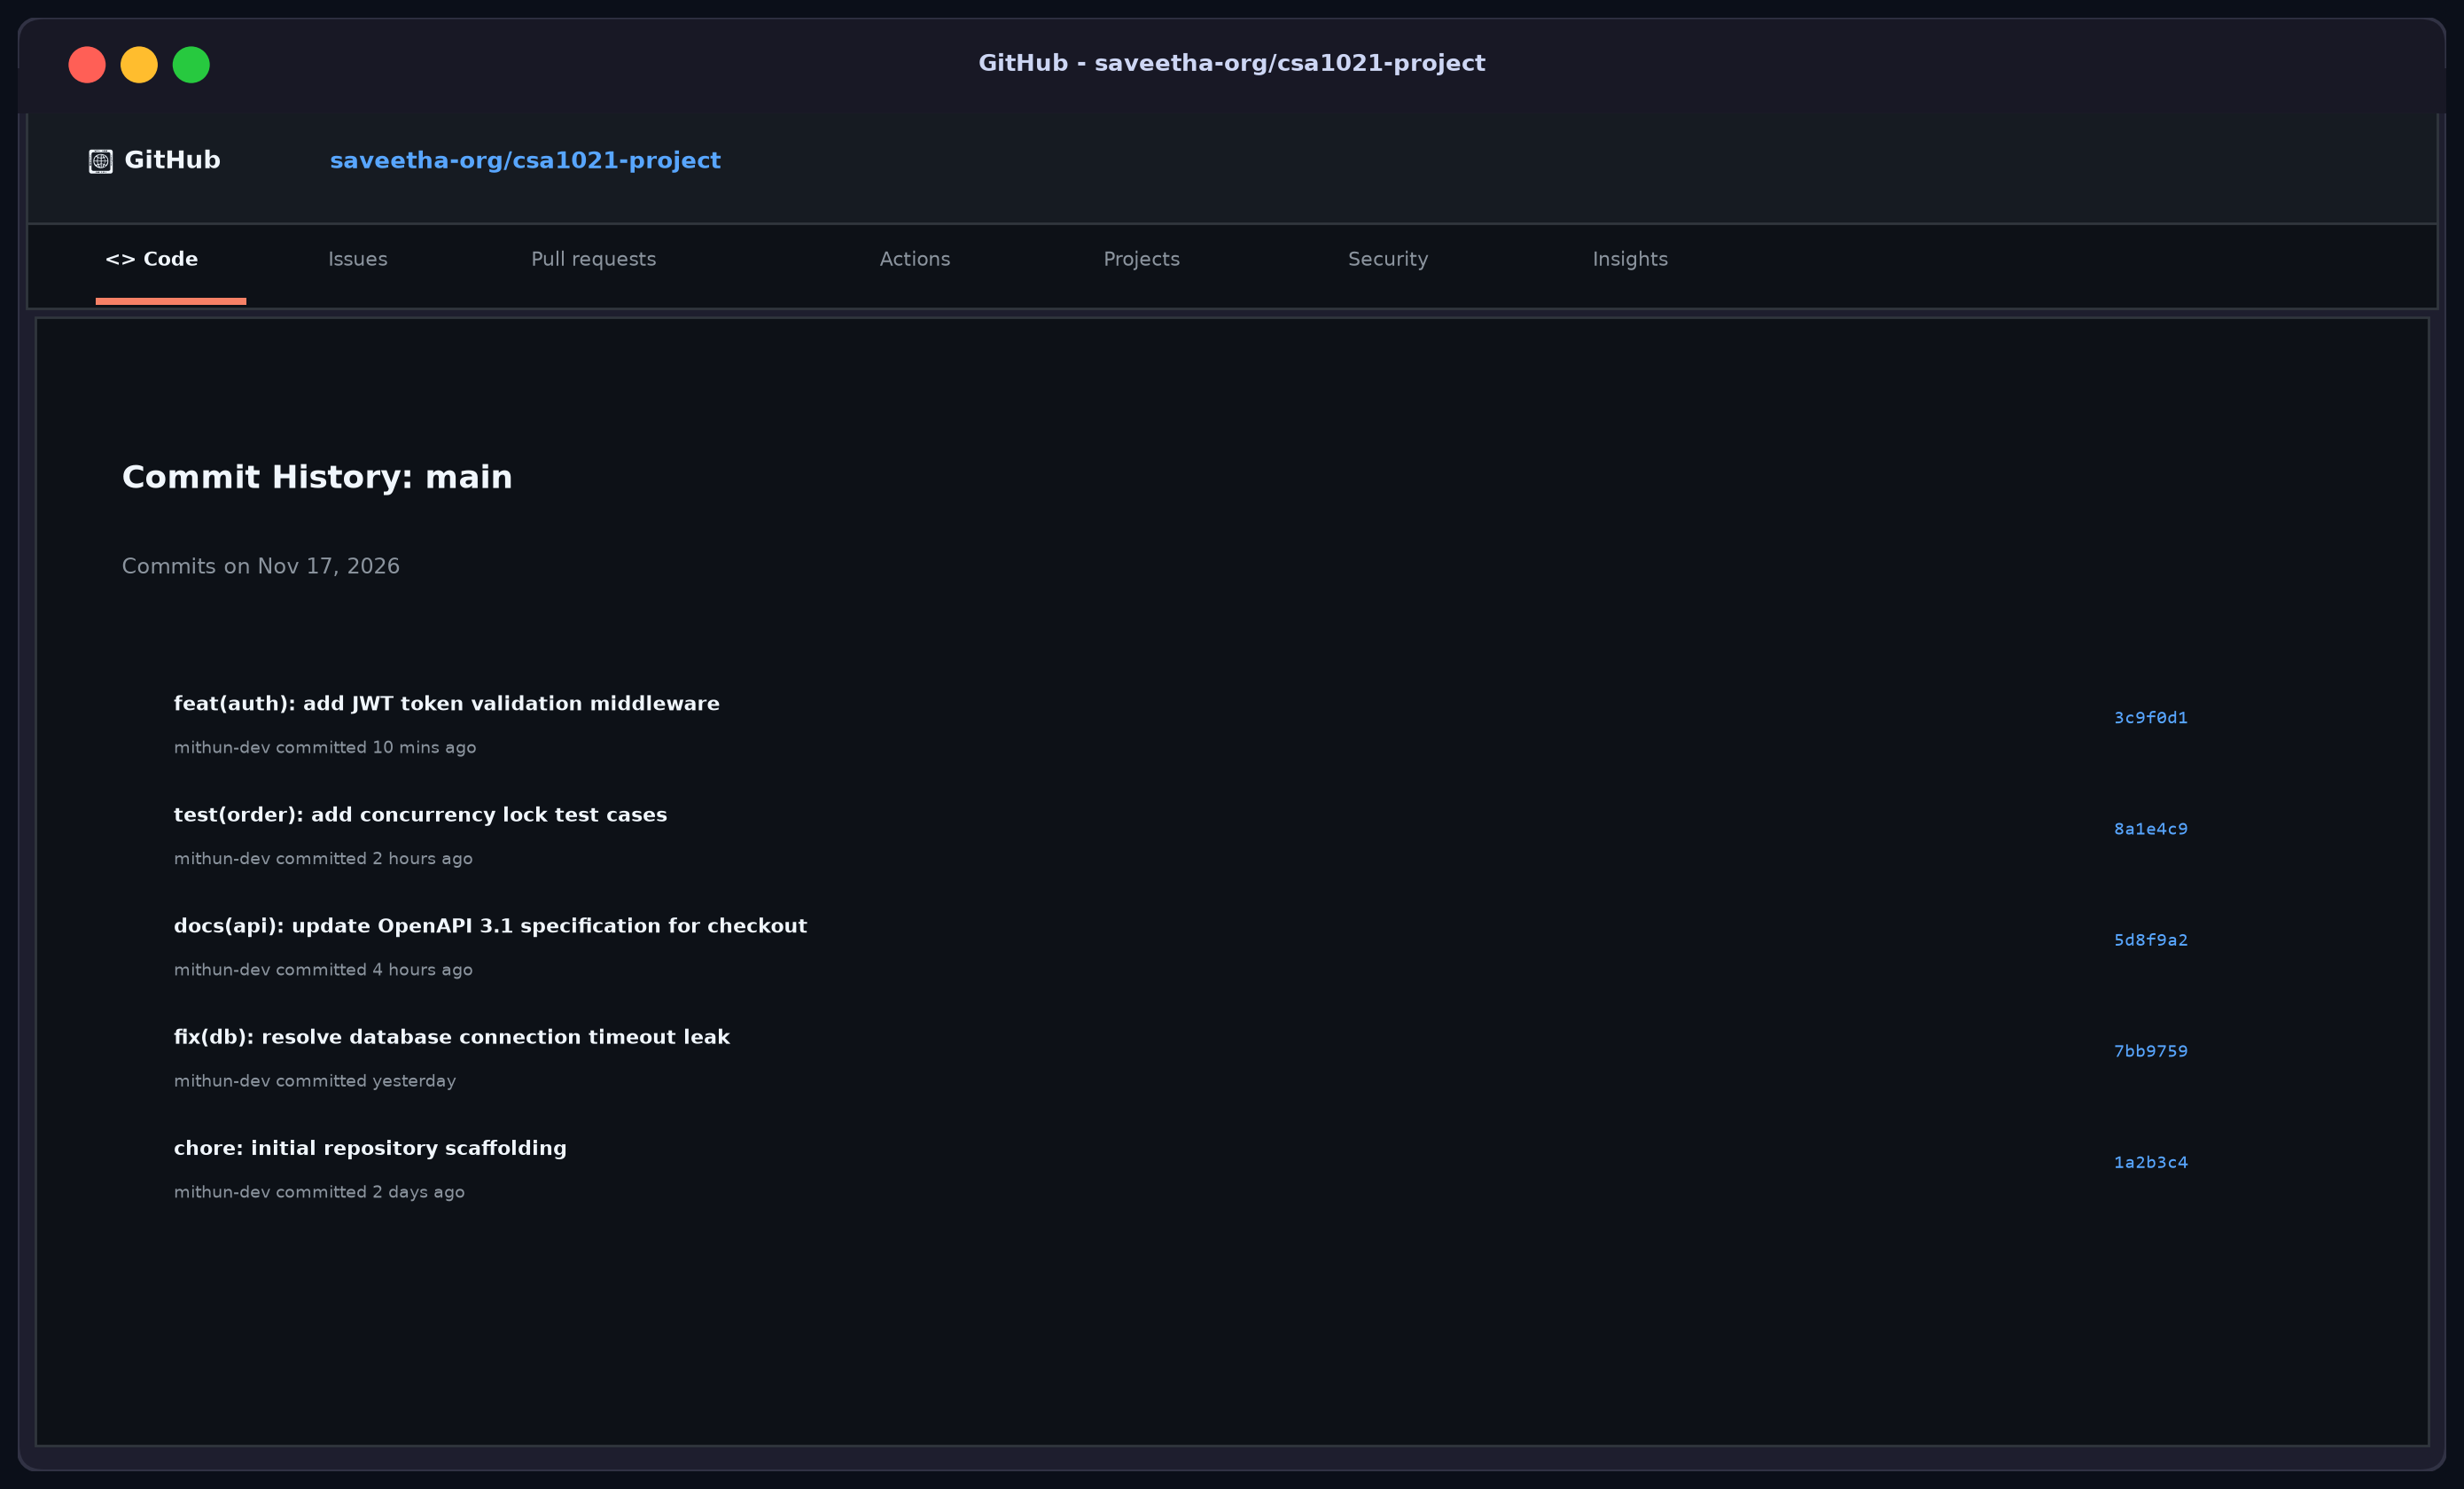 GitHub - saveetha-org/csa1021-project
GitHub saveetha-org/csa1021-project
<> Code Issues Pull requests Actions Projects Security Insights
Commit History: main
Commits on Nov 17, 2026
feat(auth): add JWT token validation middleware
3c9f0d1
mithun-dev committed 10 mins ago
test(order): add concurrency lock test cases
8a1e4c9
mithun-dev committed 2 hours ago
docs(api): update OpenAPI 3.1 specification for checkout
5d8f9a2
mithun-dev committed 4 hours ago
fix(db): resolve database connection timeout leak
7bb9759
mithun-dev committed yesterday
chore: initial repository scaffolding
1a2b3c4
mithun-dev committed 2 days ago